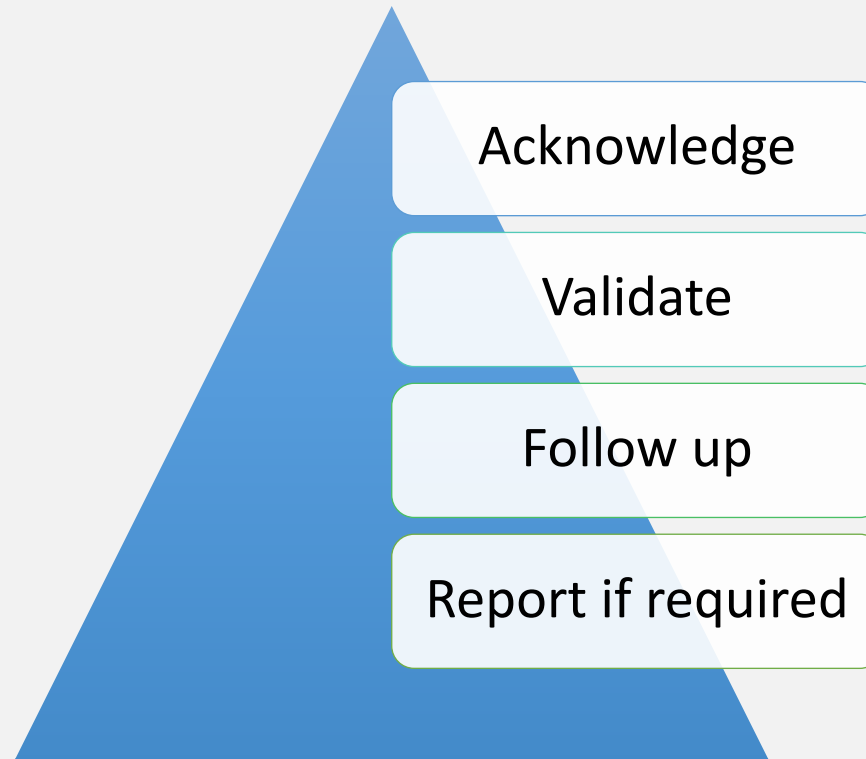 Acknowledge
Validate
Follow up
Report if required